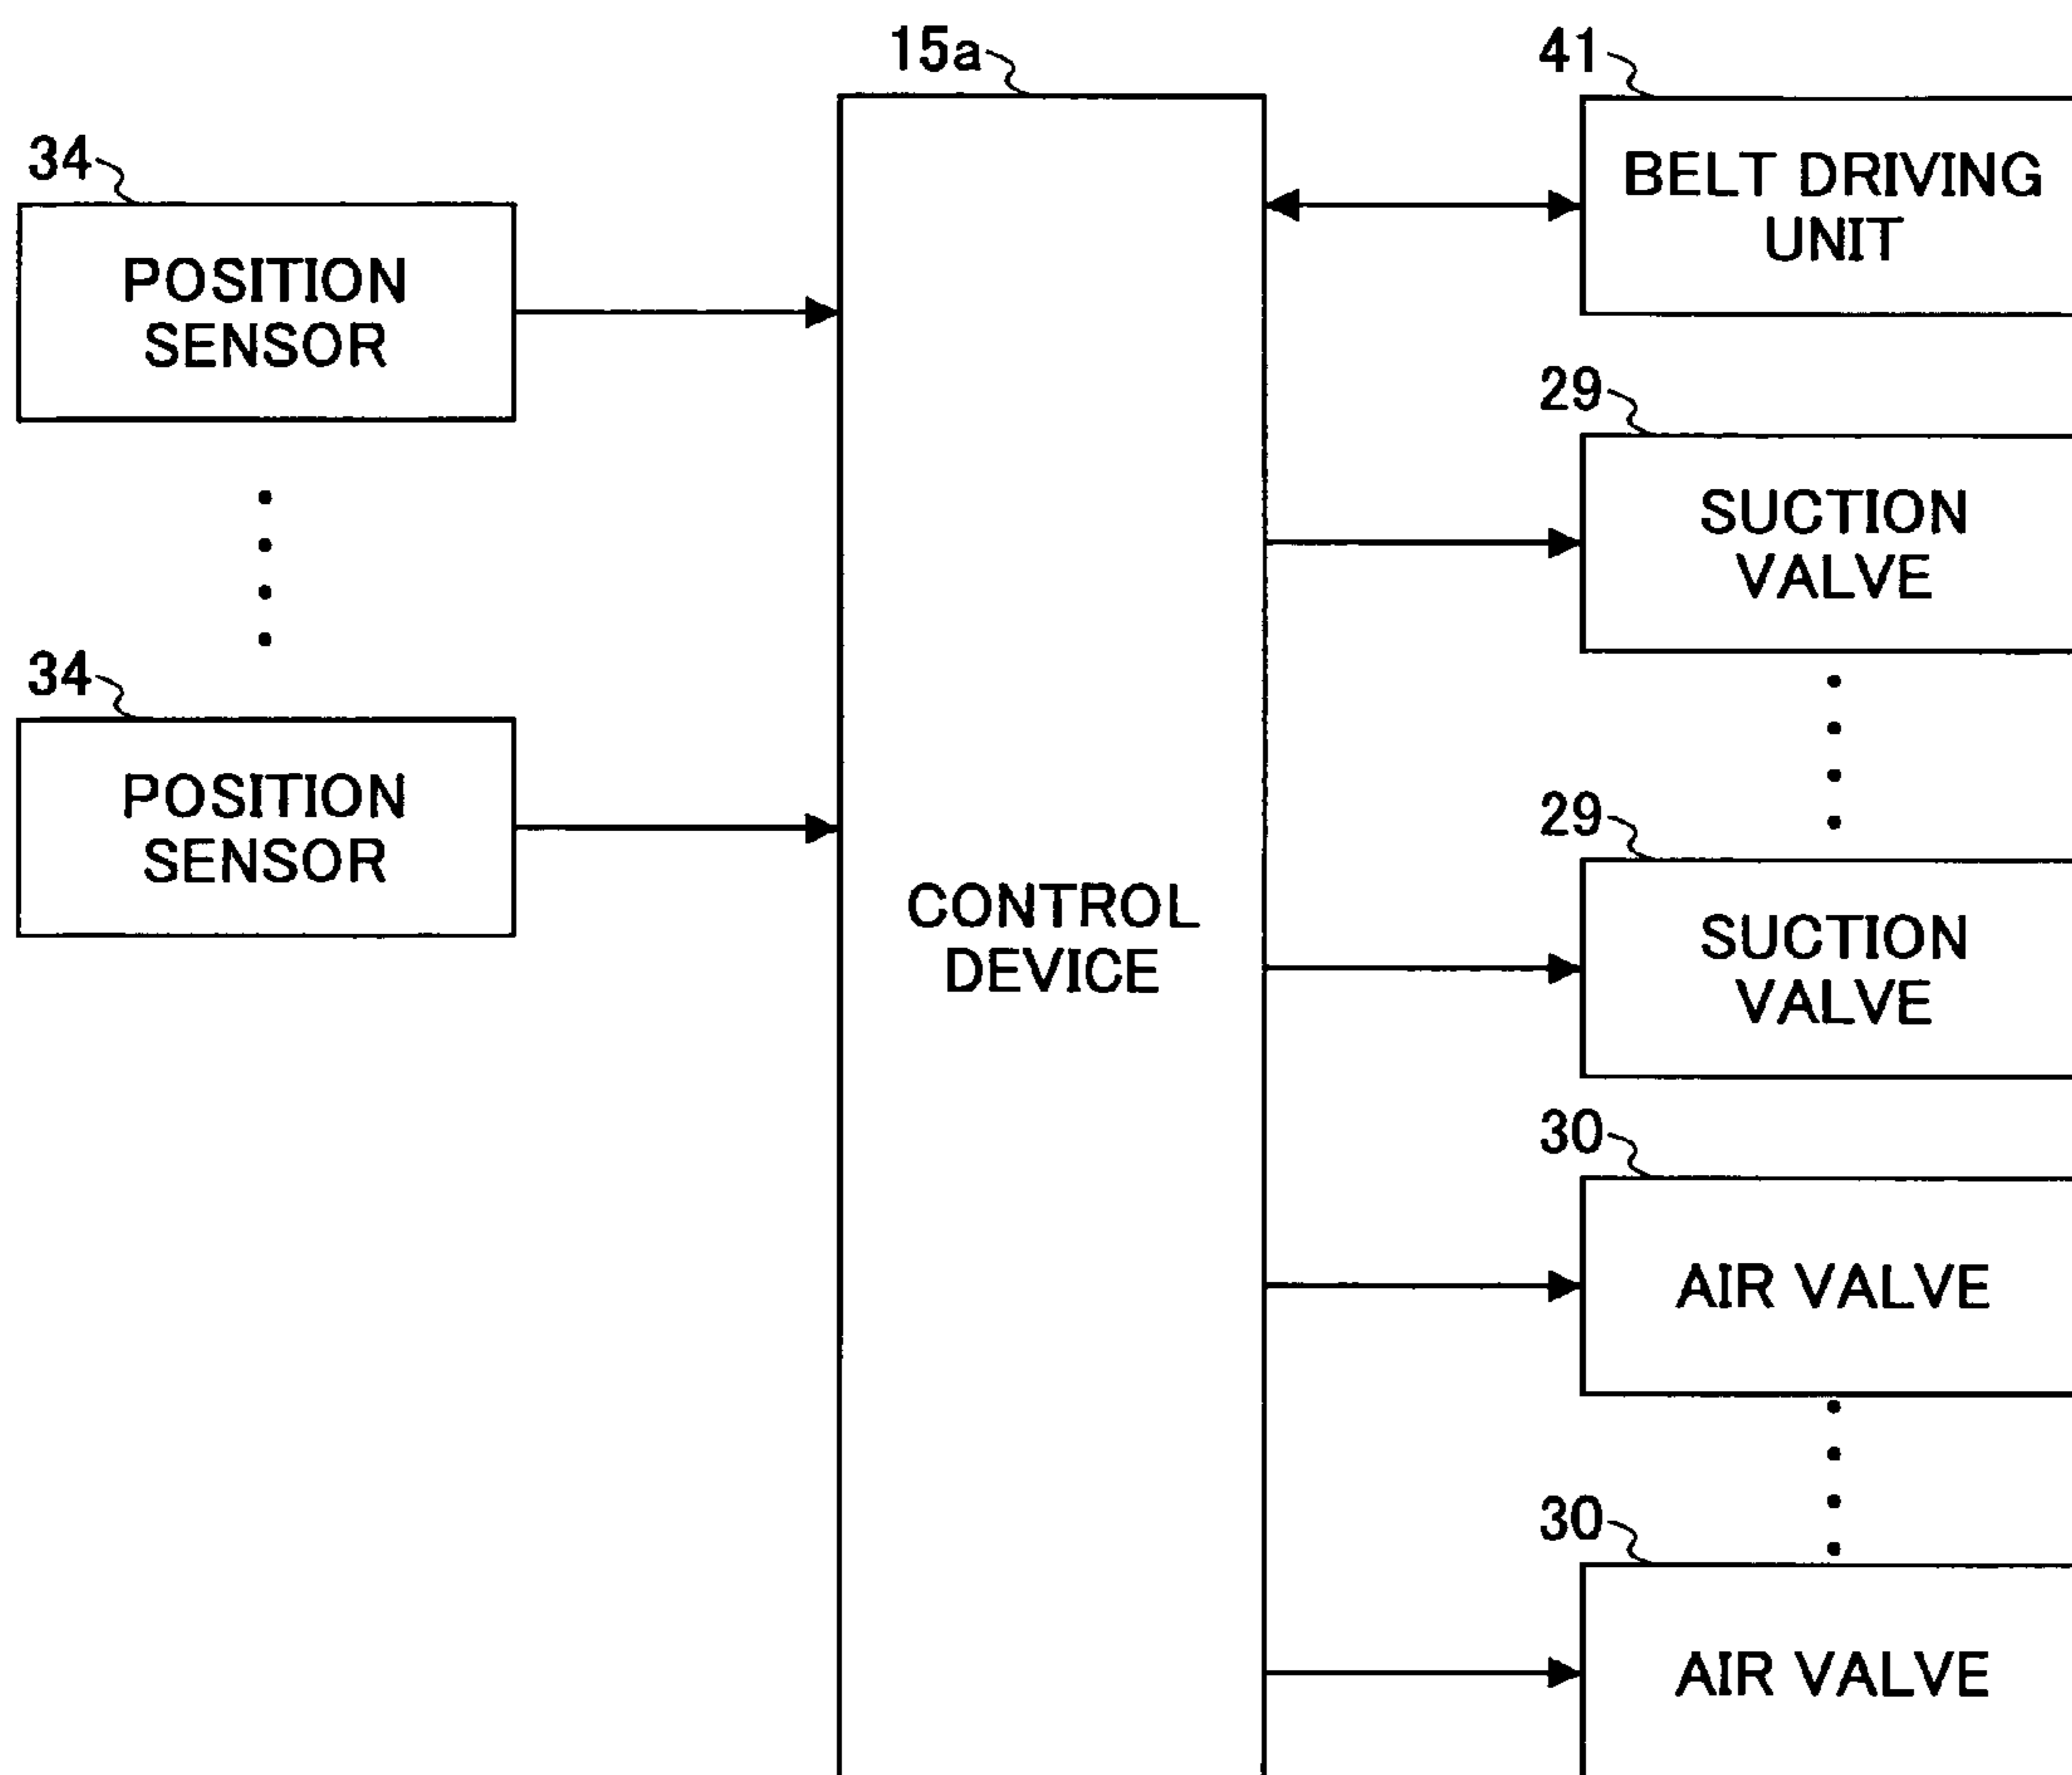 15a
41
34
BELT DRIVING
UNIT
POSITION
SENSOR
29
SUCTION
VALVE
34
POSITION
SENSOR
29
CONTROL
DEVICE
SUCTION
VALVE
30
AIR VALVE
30
AIR VALVE